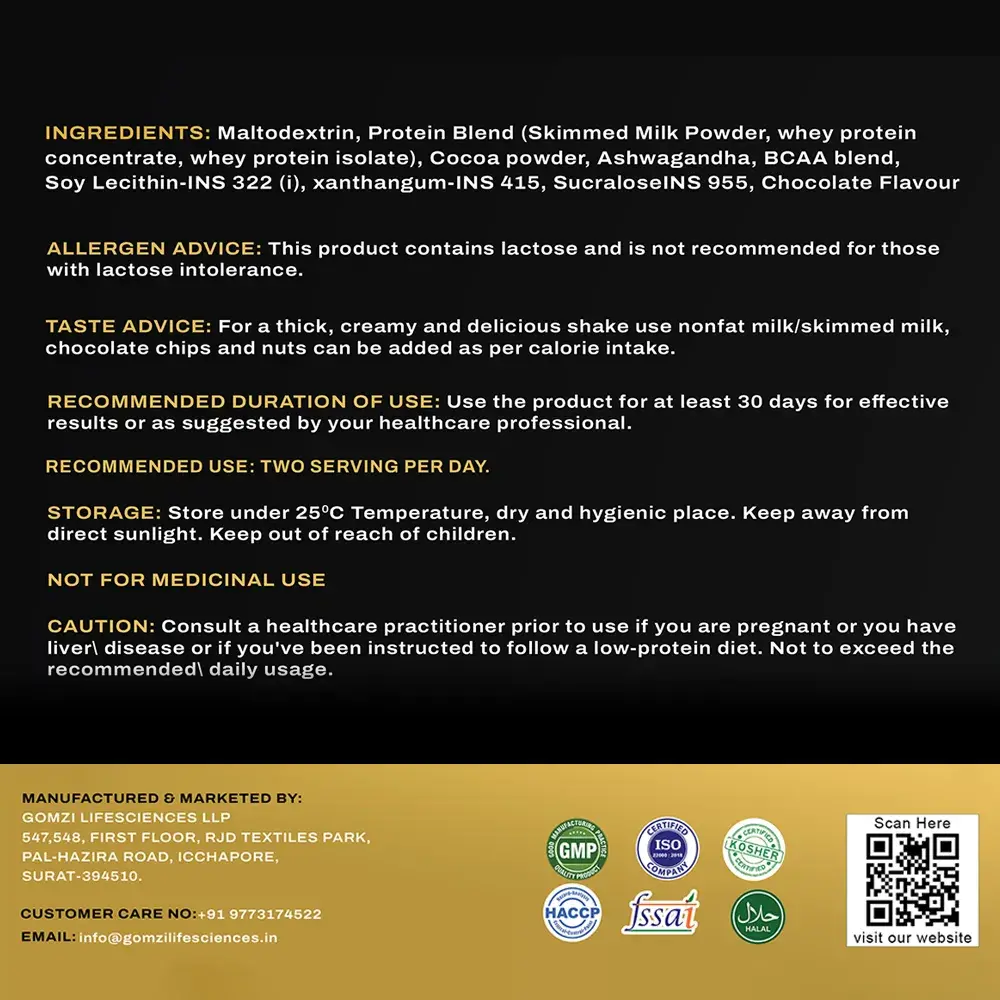 INGREDIENTS: Maltodextrin, Protein Blend (Skimmed Milk Powder, whey protein
concentrate, whey protein isolate), Cocoa powder, Ashwagandha, BCAA blend,
Soy Lecithin-INS 322 (i), xanthangum-INS 415, SucraloseINS 955, Chocolate Flavour
ALLERGEN ADVICE: This product contains lactose and is not recommended for those
with lactose intolerance.
TASTE ADVICE: For a thick, creamy and delicious shake use nonfat milk/skimmed milk,
chocolate chips and nuts can be added as per calorie intake.
RECOMMENDED DURATION OF USE: Use the product for at least 30 days for effective
results or as suggested by your healthcare professional.
RECOMMENDED USE: TWO SERVING PER DAY.
STORAGE: Store under 25⁰C Temperature, dry and hygienic place. Keep away from
direct sunlight. Keep out of reach of children.
NOT FOR MEDICINAL USE
CAUTION: Consult a healthcare practitioner prior to use if you are pregnant or you have
liver\ disease or if you've been instructed to follow a low-protein diet. Not to exceed the
recommended\ daily usage.
MANUFACTURED & MARKETED BY:
GOMZI LIFESCIENCES LLP
547,548, FIRST FLOOR, RJD TEXTILES PARK,
PAL-HAZIRA ROAD, ICCHAPORE,
SURAT-394510.
CUSTOMER CARE NO:+91 9773174522
EMAIL: info@gomzilifesciences.in
GOOD MANUFACTURING PRACTICE
GMP
QUALITY PRODUCT
CERTIFIED
ISO
22000 : 2018
COMPANY
CERTIFIED
KOSHER
CERTIFIED
HACCP
fssai
حلال
HALAL
Scan Here
visit our website